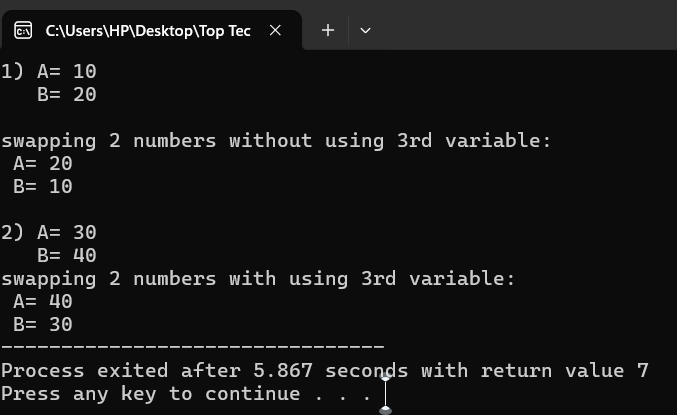 C:\Users\HP\Desktop\Top Tec
1) A= 10
   B= 20
swapping 2 numbers without using 3rd variable:
 A= 20
 B= 10
2) A= 30
   B= 40
swapping 2 numbers with using 3rd variable:
 A= 40
 B= 30
--------------------------------
Process exited after 5.867 seconds with return value 7
Press any key to continue . . .